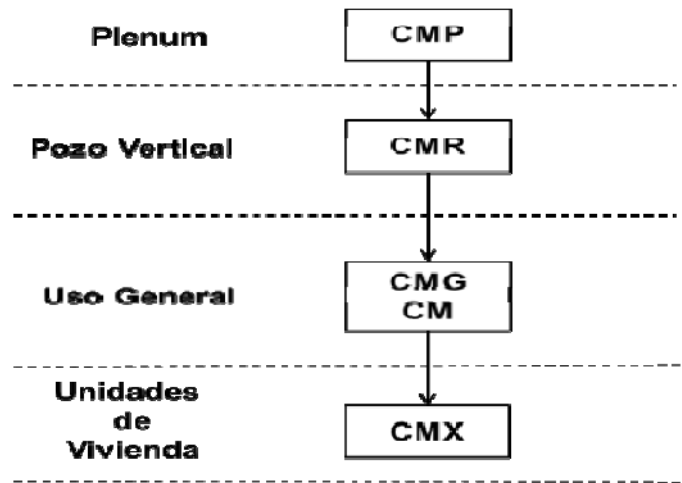 Plenum
CMP
Pozo Vertical
CMR
Uso General
CMG
CM
Unidades
de
Vivienda
CMX